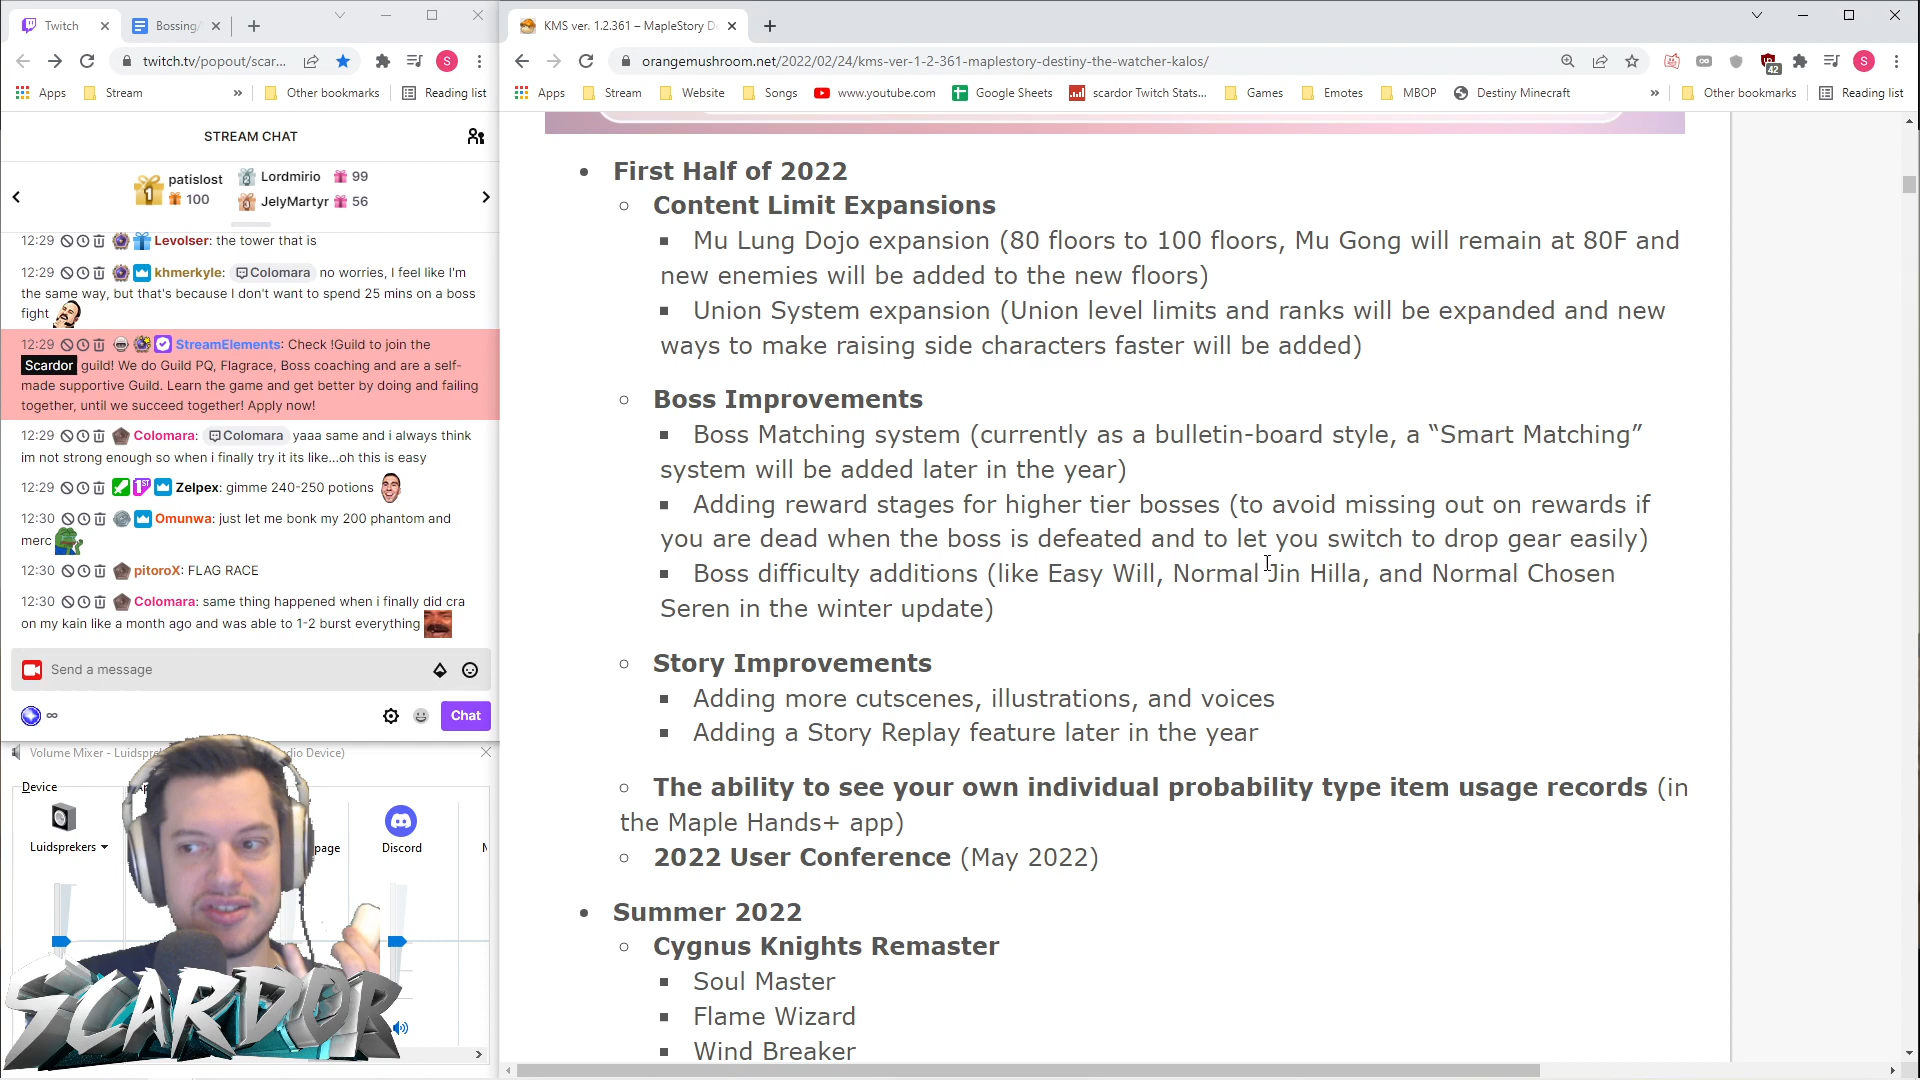 Twitch
Bossing/
KMS ver. 1.2.361 – MapleStory D
twitch.tv/popout/scar...
S
orangemushroom.net/2022/02/24/kms-ver-1-2-361-maplestory-destiny-the-watcher-kalos/
42
S
Apps
Stream
»
Other bookmarks
Reading list
Apps
Stream
Website
Songs
www.youtube.com
Google Sheets
scardor Twitch Stats...
Games
Emotes
MBOP
Destiny Minecraft
»
Other bookmarks
Reading list
STREAM CHAT
1
patislost
100
Lordmirio 99
JelyMartyr 56
12:29 Levolser: the tower that is
12:29 khmerkyle: Colomara no worries, I feel like I'm
the same way, but that's because I don't want to spend 25 mins on a boss
fight
12:29 StreamElements: Check !Guild to join the
Scardor guild! We do Guild PQ, Flagrace, Boss coaching and are a self-
made supportive Guild. Learn the game and get better by doing and failing
together, until we succeed together! Apply now!
12:29 Colomara: Colomara yaaa same and i always think
im not strong enough so when i finally try it its like...oh this is easy
12:29 Zelpex: gimme 240-250 potions
12:30 Omunwa: just let me bonk my 200 phantom and
merc
12:30 pitoroX: FLAG RACE
12:30 Colomara: same thing happened when i finally did cra
on my kain like a month ago and was able to 1-2 burst everything
Send a message
∞
Chat
Volume Mixer - Luidspre
dio Device)
Device
Luidsprekers
page
Discord
SCARDOR
• First Half of 2022
○ Content Limit Expansions
▪ Mu Lung Dojo expansion (80 floors to 100 floors, Mu Gong will remain at 80F and
new enemies will be added to the new floors)
▪ Union System expansion (Union level limits and ranks will be expanded and new
ways to make raising side characters faster will be added)
○ Boss Improvements
▪ Boss Matching system (currently as a bulletin-board style, a “Smart Matching”
system will be added later in the year)
▪ Adding reward stages for higher tier bosses (to avoid missing out on rewards if
you are dead when the boss is defeated and to let you switch to drop gear easily)
▪ Boss difficulty additions (like Easy Will, Normal Jin Hilla, and Normal Chosen
Seren in the winter update)
○ Story Improvements
▪ Adding more cutscenes, illustrations, and voices
▪ Adding a Story Replay feature later in the year
○ The ability to see your own individual probability type item usage records (in
the Maple Hands+ app)
○ 2022 User Conference (May 2022)
• Summer 2022
○ Cygnus Knights Remaster
▪ Soul Master
▪ Flame Wizard
▪ Wind Breaker